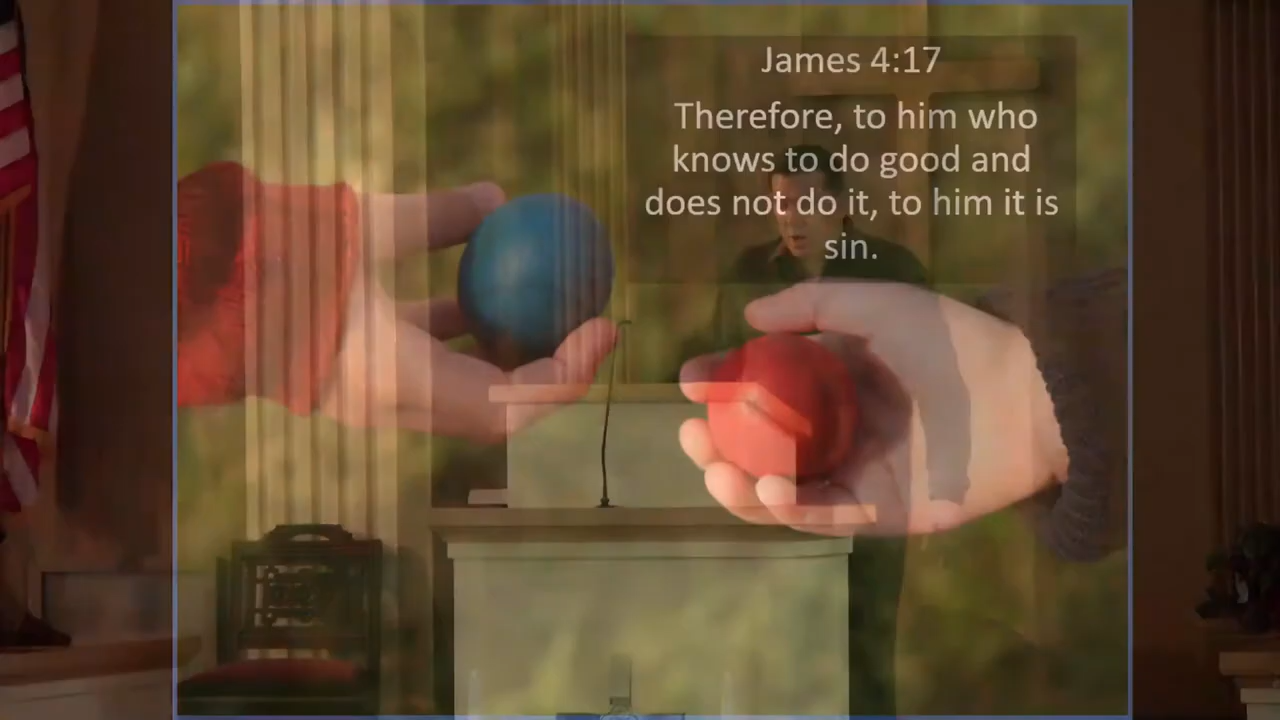 James 4:17
Therefore, to him who
knows to do good and
does not do it, to him it is
sin.